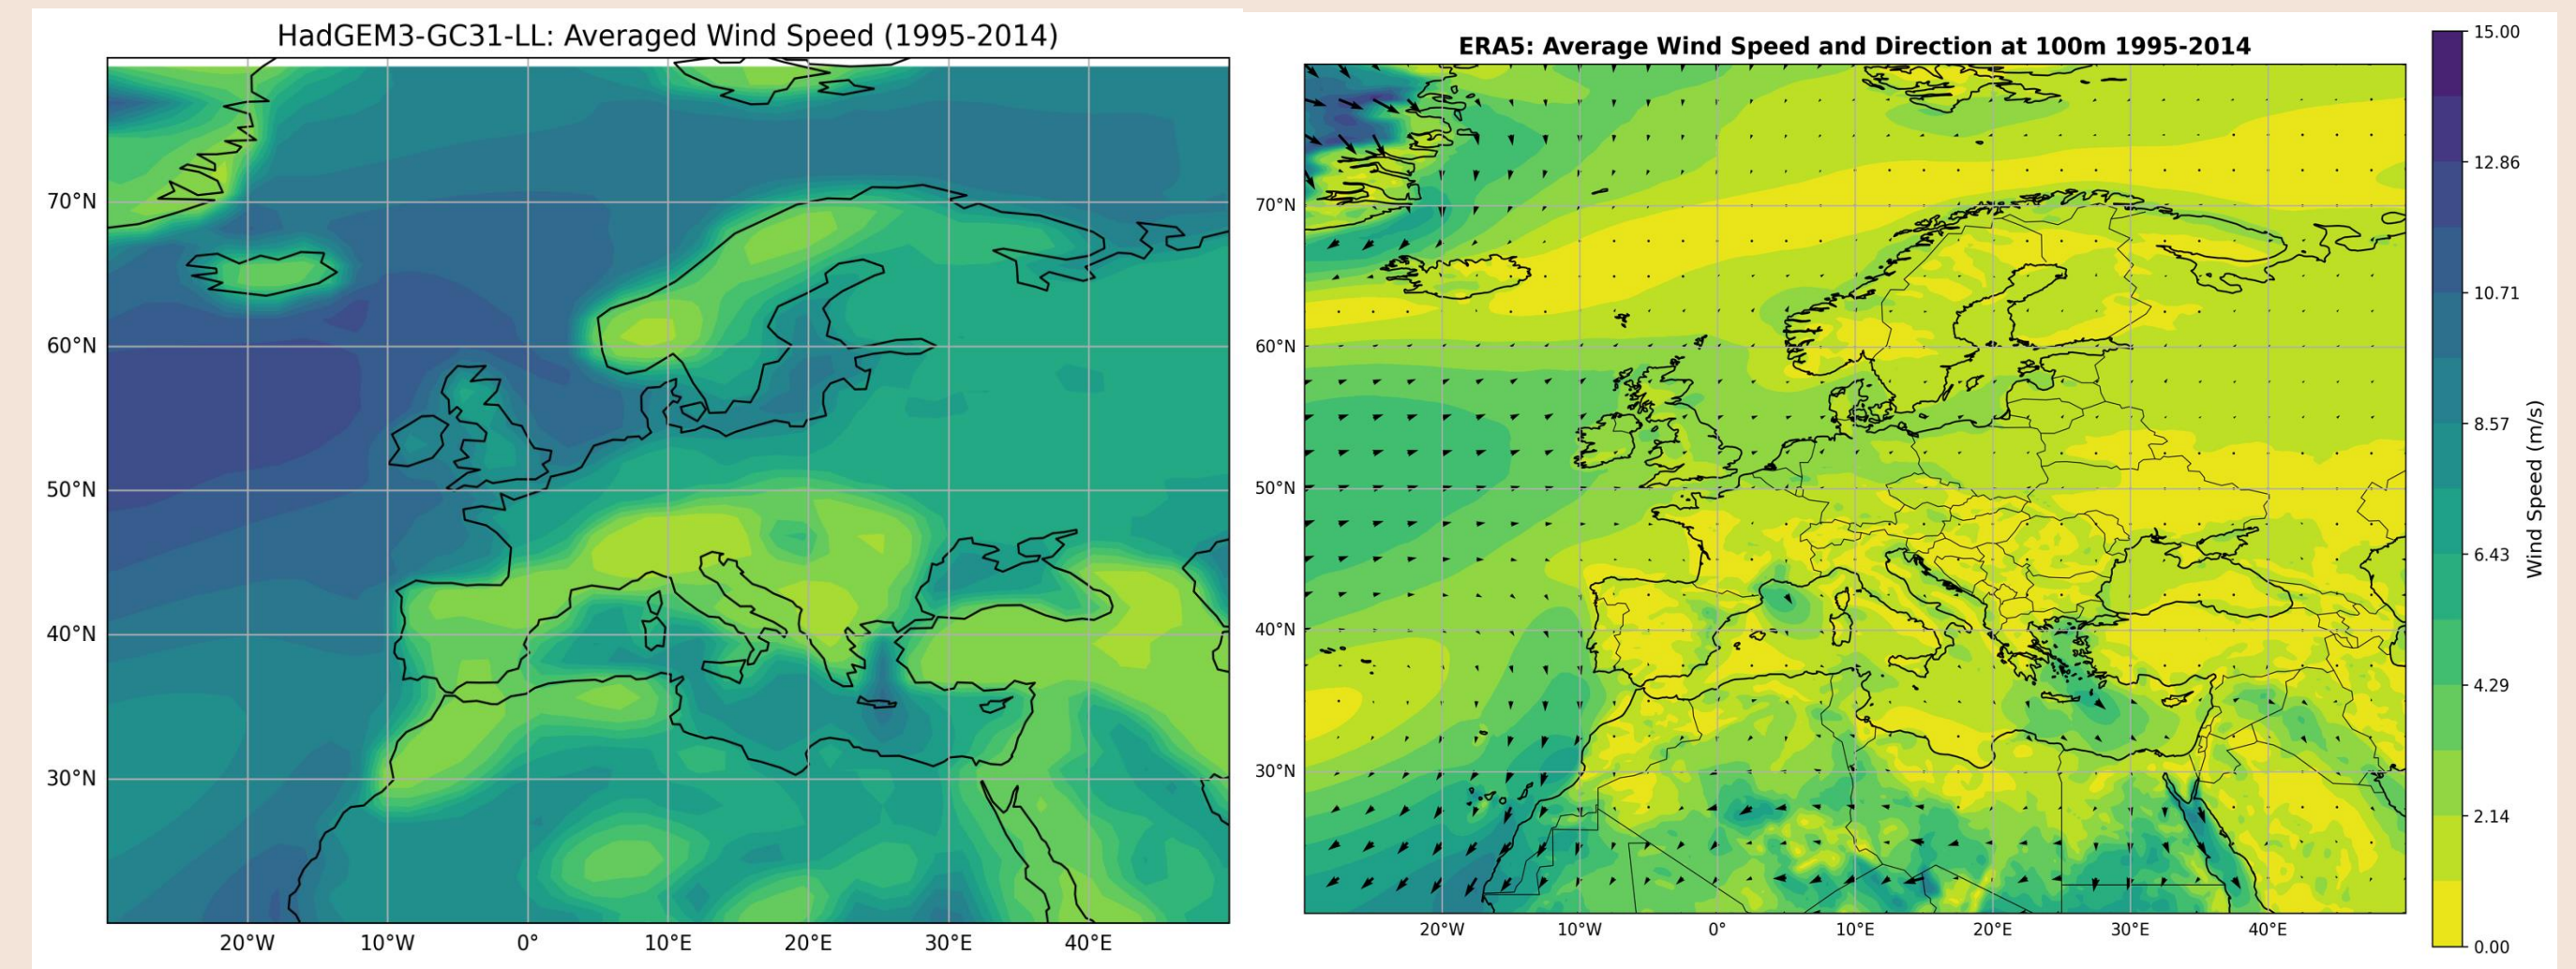 HadGEM3-GC31-LL: Averaged Wind Speed (1995-2014)
70°N
60°N
50°N
40°N
30°N
20°W 10°W 0° 10°E 20°E 30°E 40°E
ERA5: Average Wind Speed and Direction at 100m 1995-2014
70°N
60°N
50°N
40°N
30°N
20°W 10°W 0° 10°E 20°E 30°E 40°E
15.00
12.86
10.71
8.57
6.43
4.29
2.14
0.00
Wind Speed (m/s)